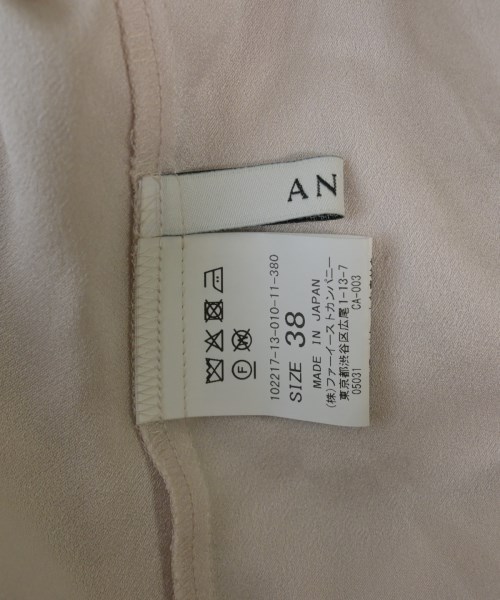 AN
102217-13-010-11-380
SIZE 38
MADE IN JAPAN
(株)ファーイーストカンパニー
東京都渋谷区広尾1-13-7
05031 CA-003
F
W